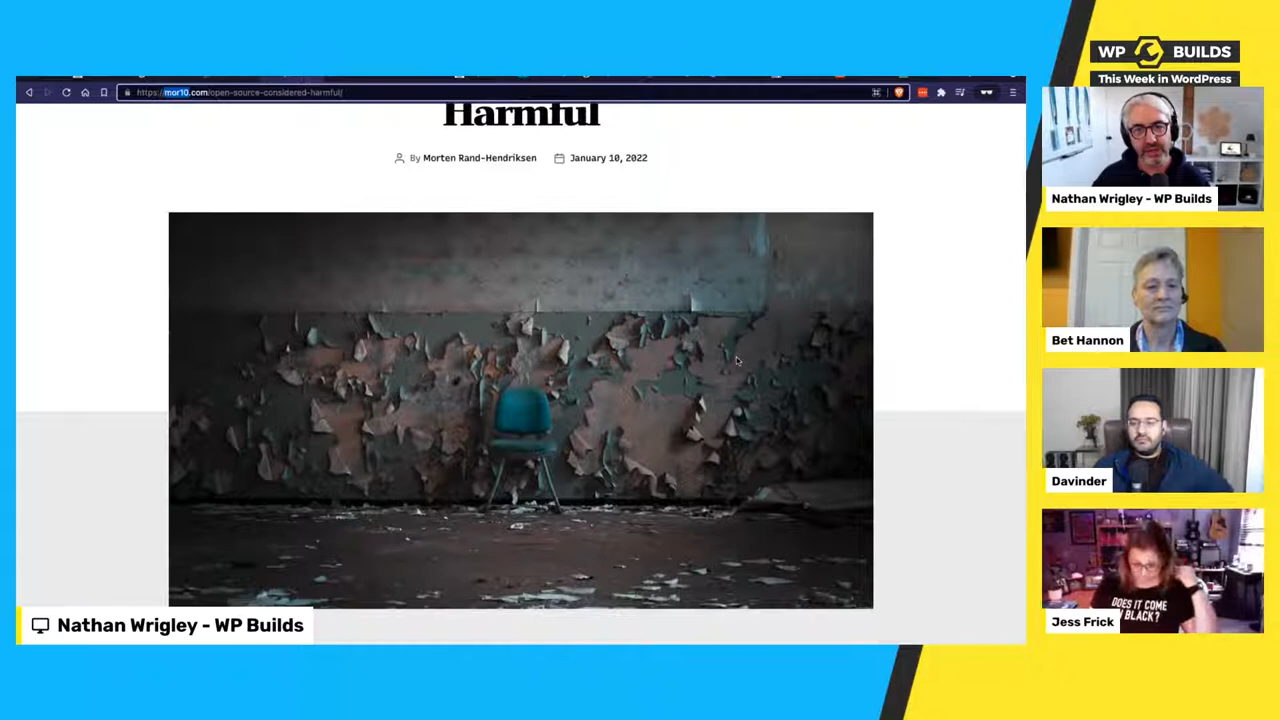 WP BUILDS
This Week in WordPress
https://mor10.com/open-source-considered-harmful/
Harmful
By Morten Rand-Hendriksen January 10, 2022
Nathan Wrigley - WP Builds
Bet Hannon
Davinder
DOES IT COME
BLACK?
Jess Frick
Nathan Wrigley - WP Builds